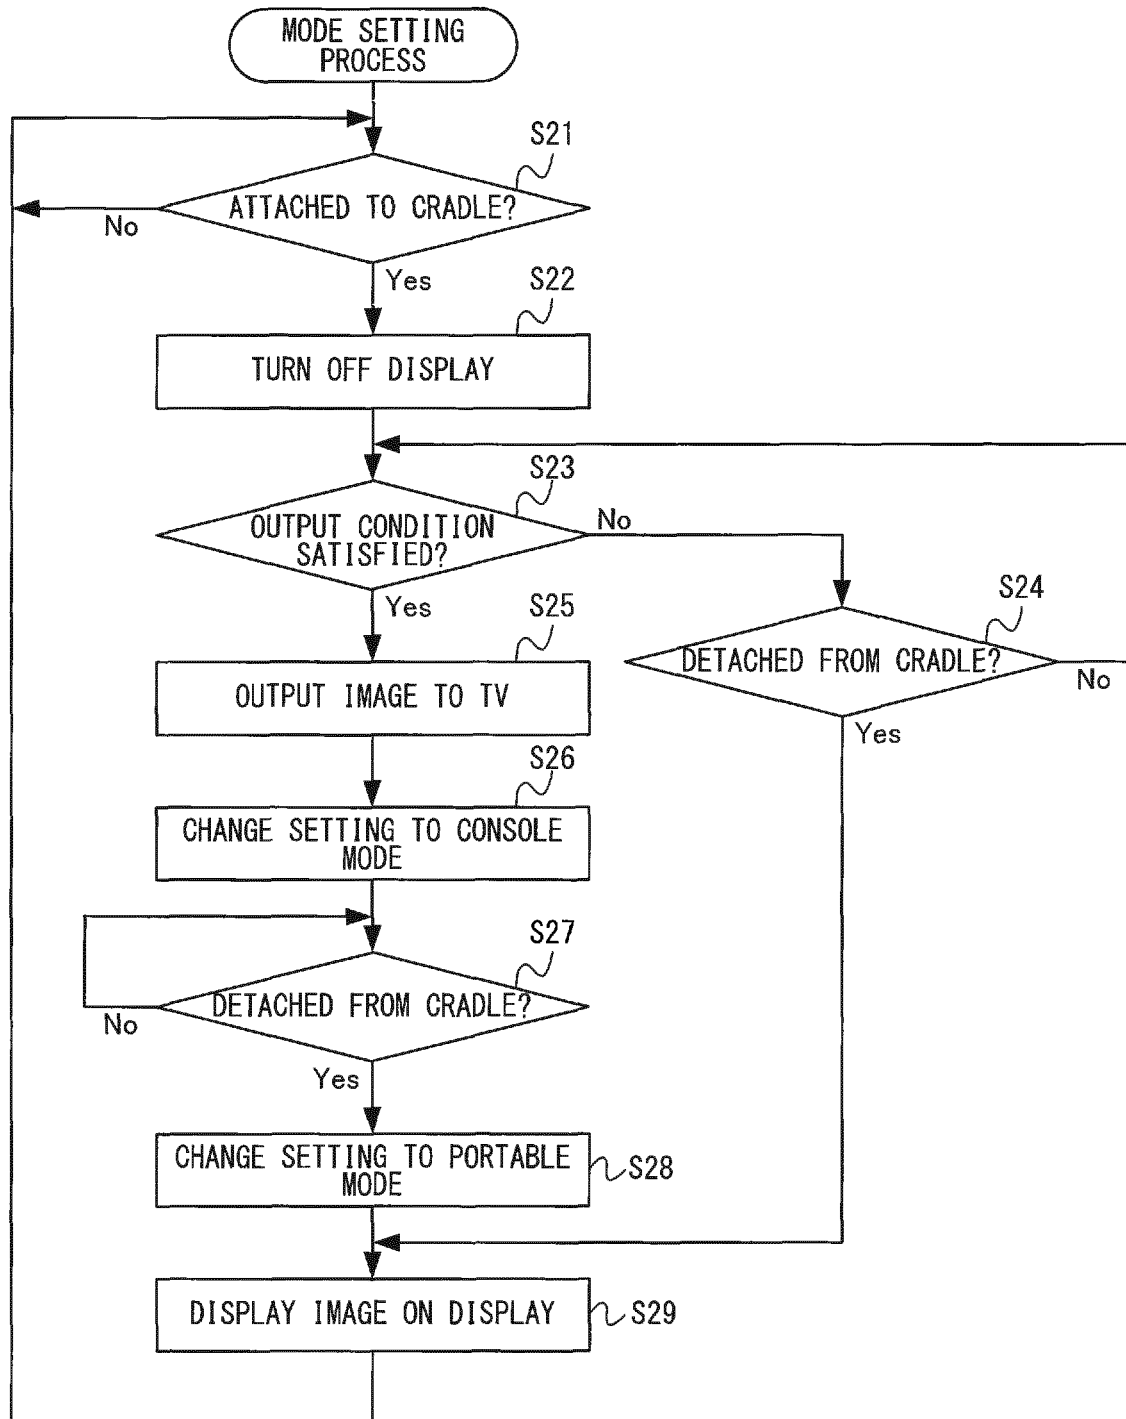 MODE SETTING
PROCESS
S21
ATTACHED TO CRADLE?
No
Yes
S22
TURN OFF DISPLAY
S23
OUTPUT CONDITION
SATISFIED?
No
Yes
S24
DETACHED FROM CRADLE?
No
Yes
S25
OUTPUT IMAGE TO TV
S26
CHANGE SETTING TO CONSOLE
MODE
S27
DETACHED FROM CRADLE?
No
Yes
CHANGE SETTING TO PORTABLE
MODE
S28
DISPLAY IMAGE ON DISPLAY
S29